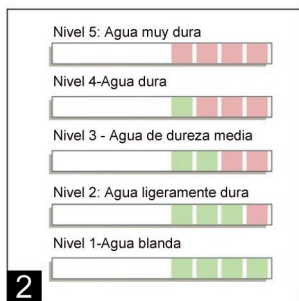 Nivel 5: Agua muy dura
Nivel 4-Agua dura
Nivel 3 - Agua de dureza media
Nivel 2: Agua ligeramente dura
Nivel 1-Agua blanda
2